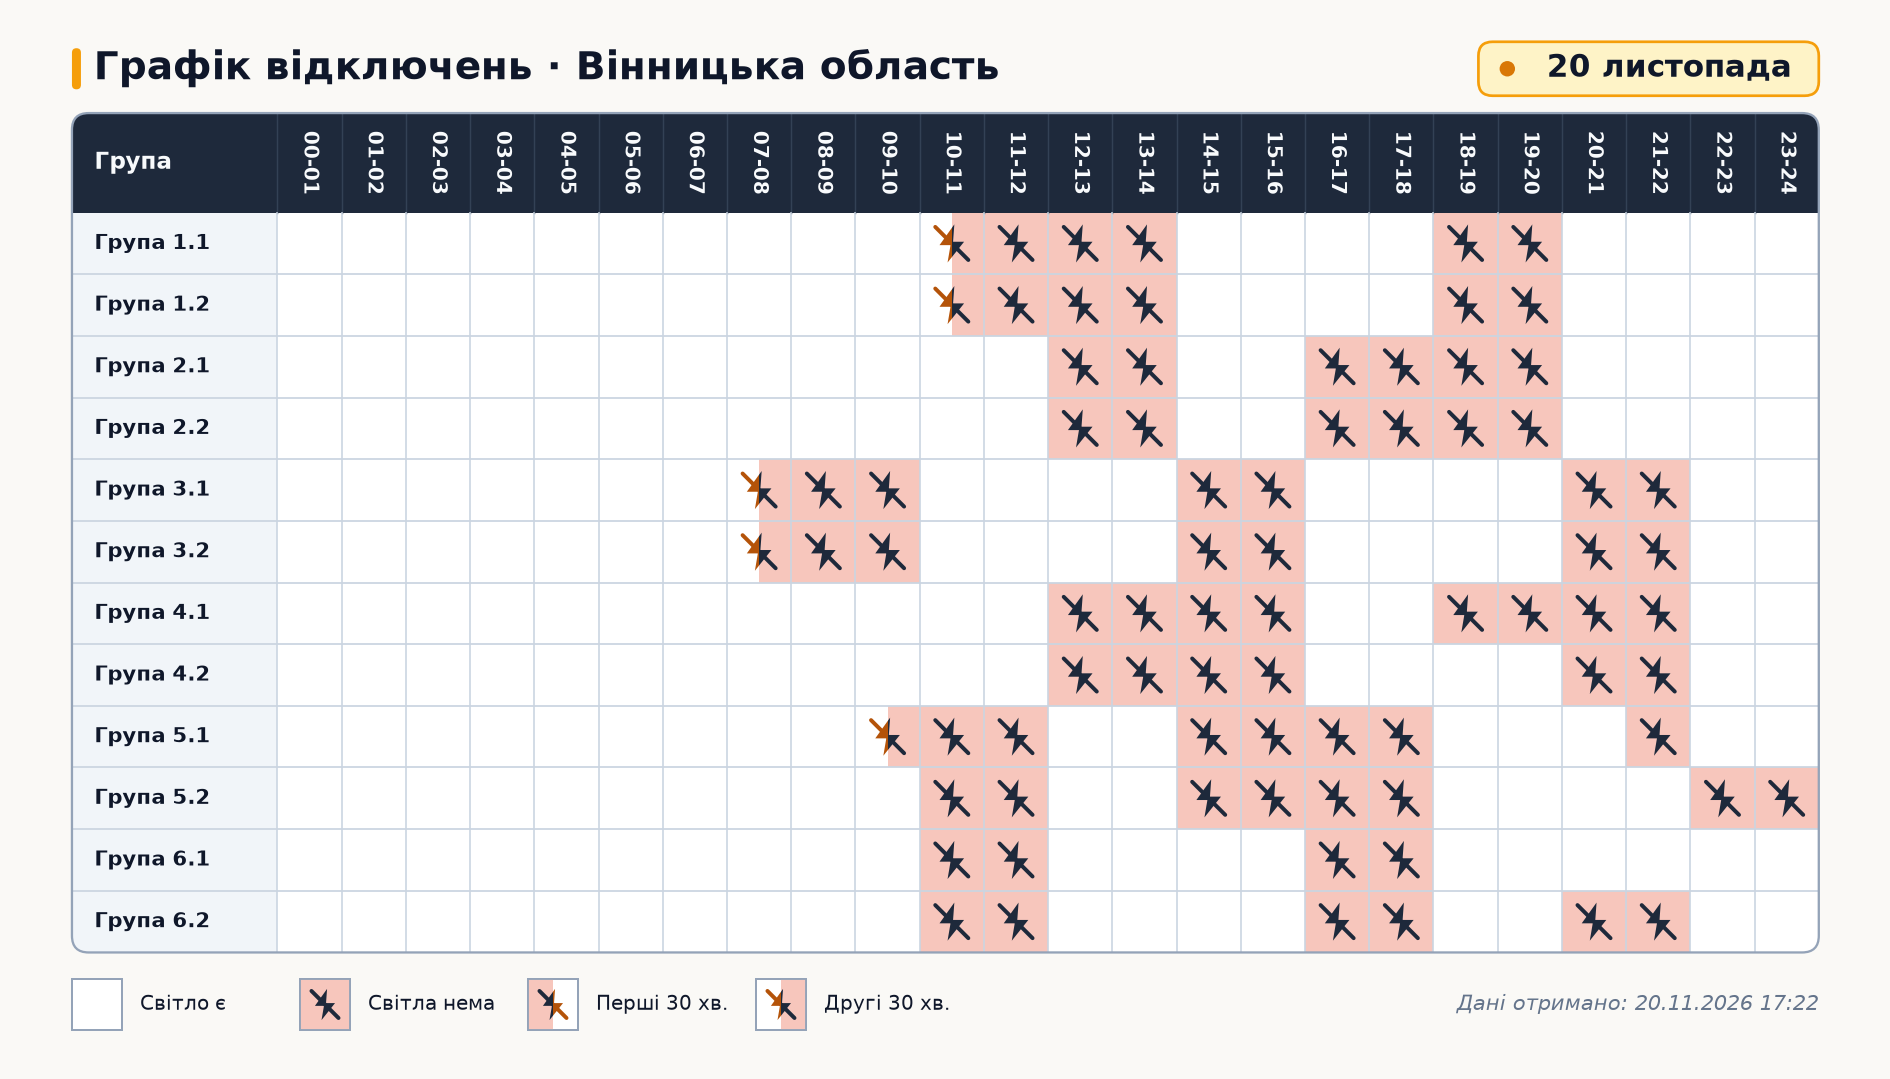 Графік відключень · Вінницька область
20 листопада
Група
00-01
01-02
02-03
03-04
04-05
05-06
06-07
07-08
08-09
09-10
10-11
11-12
12-13
13-14
14-15
15-16
16-17
17-18
18-19
19-20
20-21
21-22
22-23
23-24
Група 1.1
Група 1.2
Група 2.1
Група 2.2
Група 3.1
Група 3.2
Група 4.1
Група 4.2
Група 5.1
Група 5.2
Група 6.1
Група 6.2
Світло є
Світла нема
Перші 30 хв.
Другі 30 хв.
Дані отримано: 20.11.2026 17:22